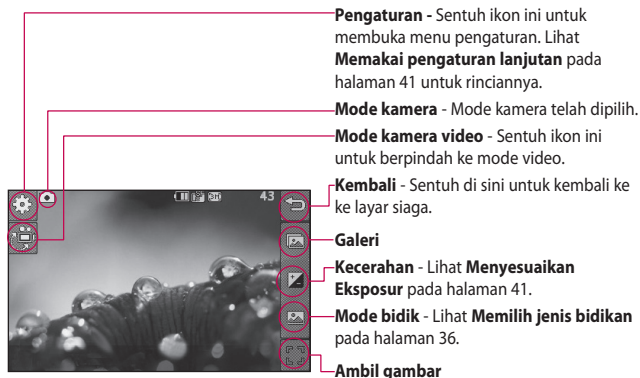 Pengaturan - Sentuh ikon ini untuk
membuka menu pengaturan. Lihat
Memakai pengaturan lanjutan pada
halaman 41 untuk rinciannya.
Mode kamera - Mode kamera telah dipilih.
Mode kamera video - Sentuh ikon ini
untuk berpindah ke mode video.
Kembali - Sentuh di sini untuk kembali ke
ke layar siaga.
Galeri
Kecerahan - Lihat Menyesuaikan
Eksposur pada halaman 41.
Mode bidik - Lihat Memilih jenis bidikan
pada halaman 36.
Ambil gambar
3M 43